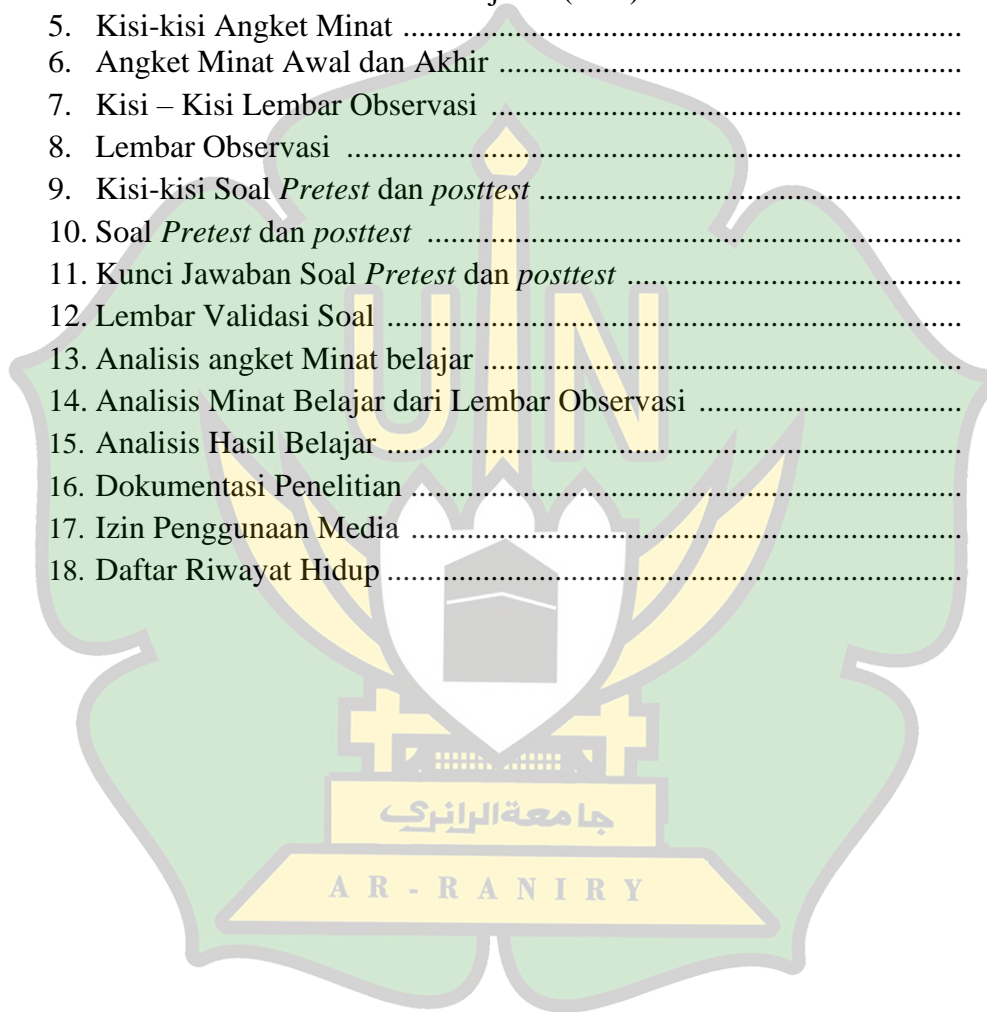 5. Kisi-kisi Angket Minat ....................................................................
6. Angket Minat Awal dan Akhir ........................................................
7. Kisi – Kisi Lembar Observasi .........................................................
8. Lembar Observasi ...........................................................................
9. Kisi-kisi Soal Pretest dan posttest ...................................................
10. Soal Pretest dan posttest .................................................................
11. Kunci Jawaban Soal Pretest dan posttest ........................................
12. Lembar Validasi Soal ......................................................................
13. Analisis angket Minat belajar ..........................................................
14. Analisis Minat Belajar dari Lembar Observasi ................................
15. Analisis Hasil Belajar ......................................................................
16. Dokumentasi Penelitian ...................................................................
17. Izin Penggunaan Media ...................................................................
18. Daftar Riwayat Hidup ......................................................................
UIN
جامعةالرانري
AR-RANIRY